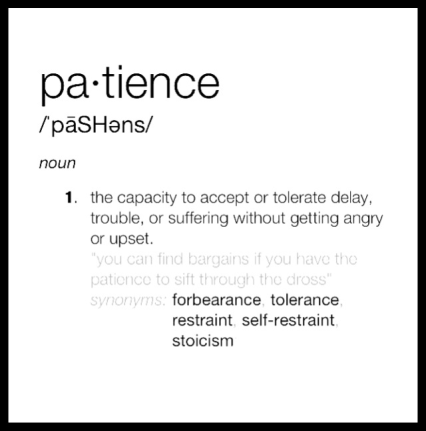 pa·tience
/ˈpāSHəns/
noun
1. the capacity to accept or tolerate delay,
trouble, or suffering without getting angry
or upset.
"you can find bargains if you have the
patience to sift through the dross"
synonyms: forbearance, tolerance,
restraint, self-restraint,
stoicism